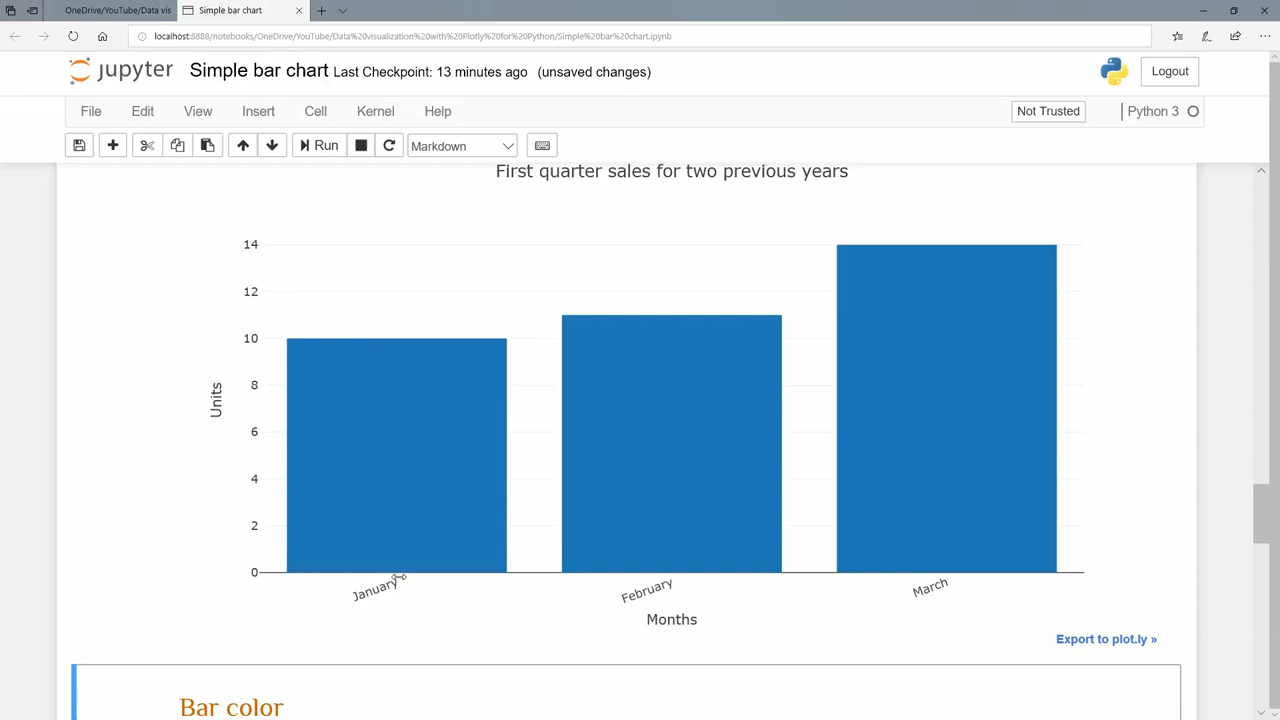 OneDrive/YouTube/Data vis
Simple bar chart
localhost:8888/notebooks/OneDrive/YouTube/Data%20visualization%20with%20Plotly%20for%20Python/Simple%20bar%20chart.ipynb
jupyter Simple bar chart Last Checkpoint: 13 minutes ago (unsaved changes)
Logout
File Edit View Insert Cell Kernel Help
Not Trusted
Python 3
Run
Markdown
First quarter sales for two previous years
14
12
10
8
6
4
2
0
Units
January
February
March
Months
Export to plot.ly »
Bar color